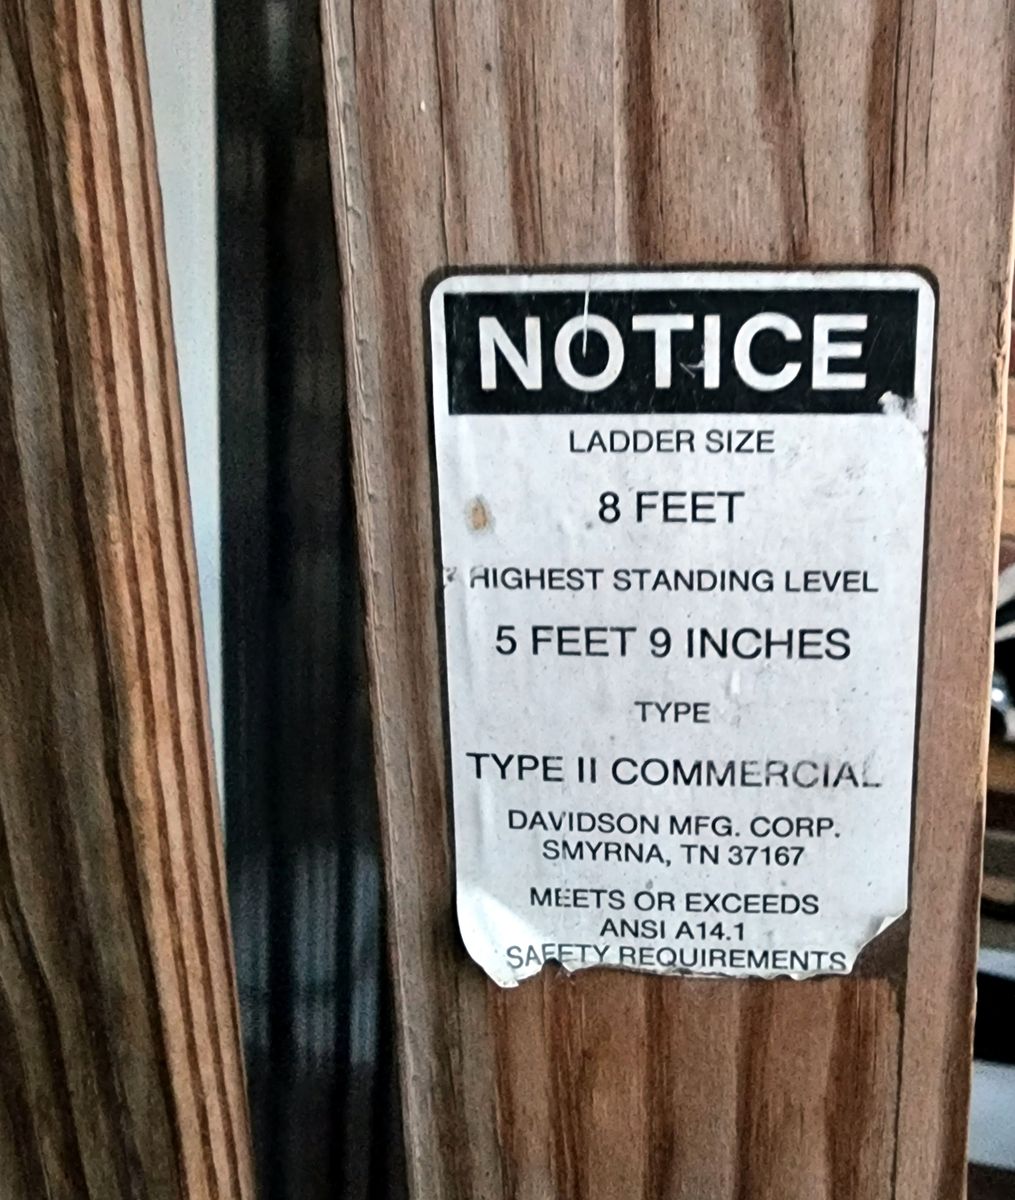 NOTICE
LADDER SIZE
8 FEET
HIGHEST STANDING LEVEL
5 FEET 9 INCHES
TYPE
TYPE II COMMERCIAL
DAVIDSON MFG. CORP.
SMYRNA, TN 37167
MEETS OR EXCEEDS
ANSI A14.1
SAFETY REQUIREMENTS